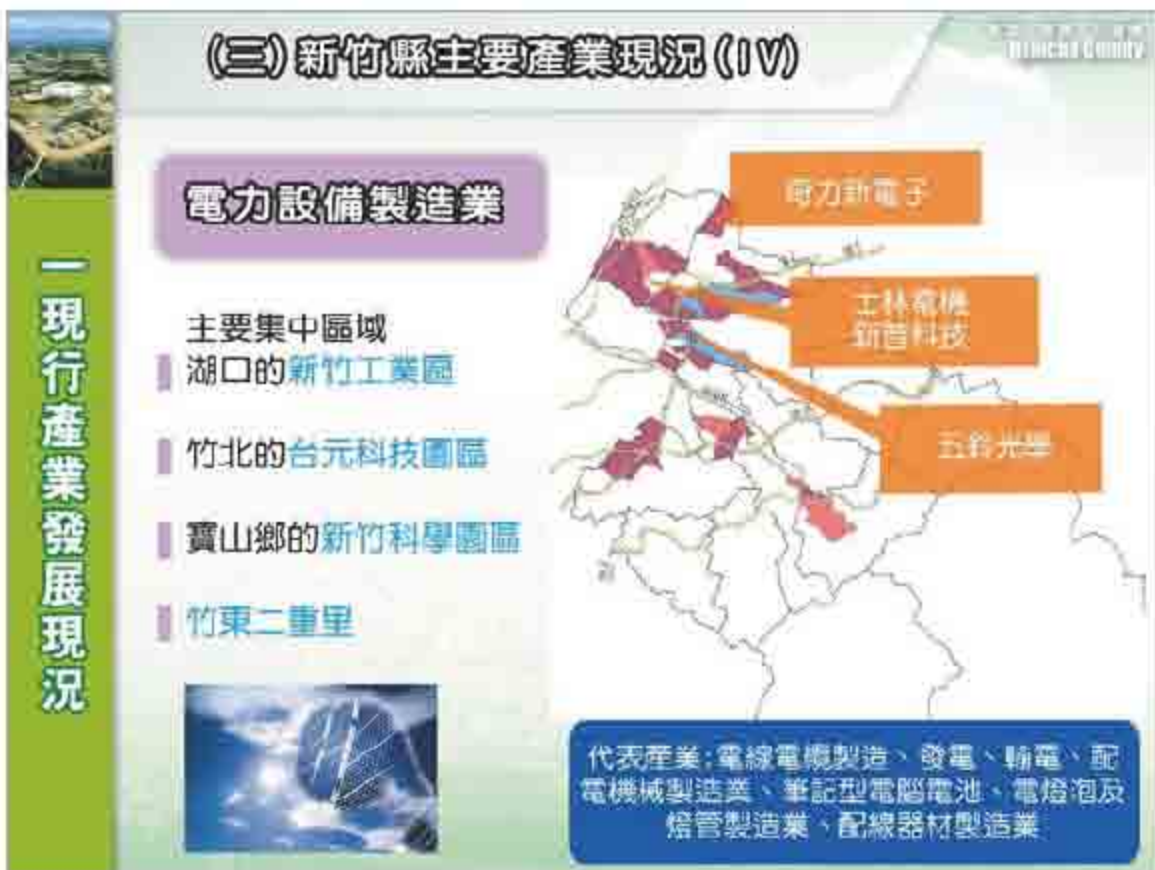 (三)新竹縣主要產業現況(IV)
一現行產業發展現況
電力設備製造業
主要集中區域
湖口的新竹工業區
竹北的台元科技園區
寶山鄉的新竹科學園區
竹東二重里
力新電子
士林電機
新普科技
五鈴光學
代表產業:電線電纜製造、發電、輸電、配
電機械製造業、筆記型電腦電池、電燈泡及
燈管製造業、配線器材製造業